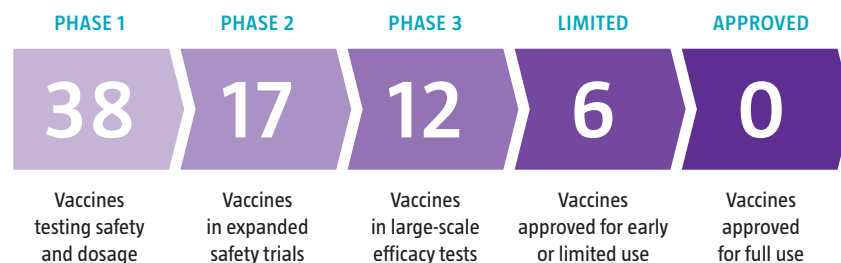 PHASE 1 PHASE 2 PHASE 3 LIMITED APPROVED
38 17 12 6 0
Vaccines
testing safety
and dosage
Vaccines
in expanded
safety trials
Vaccines
in large-scale
efficacy tests
Vaccines
approved for early
or limited use
Vaccines
approved
for full use